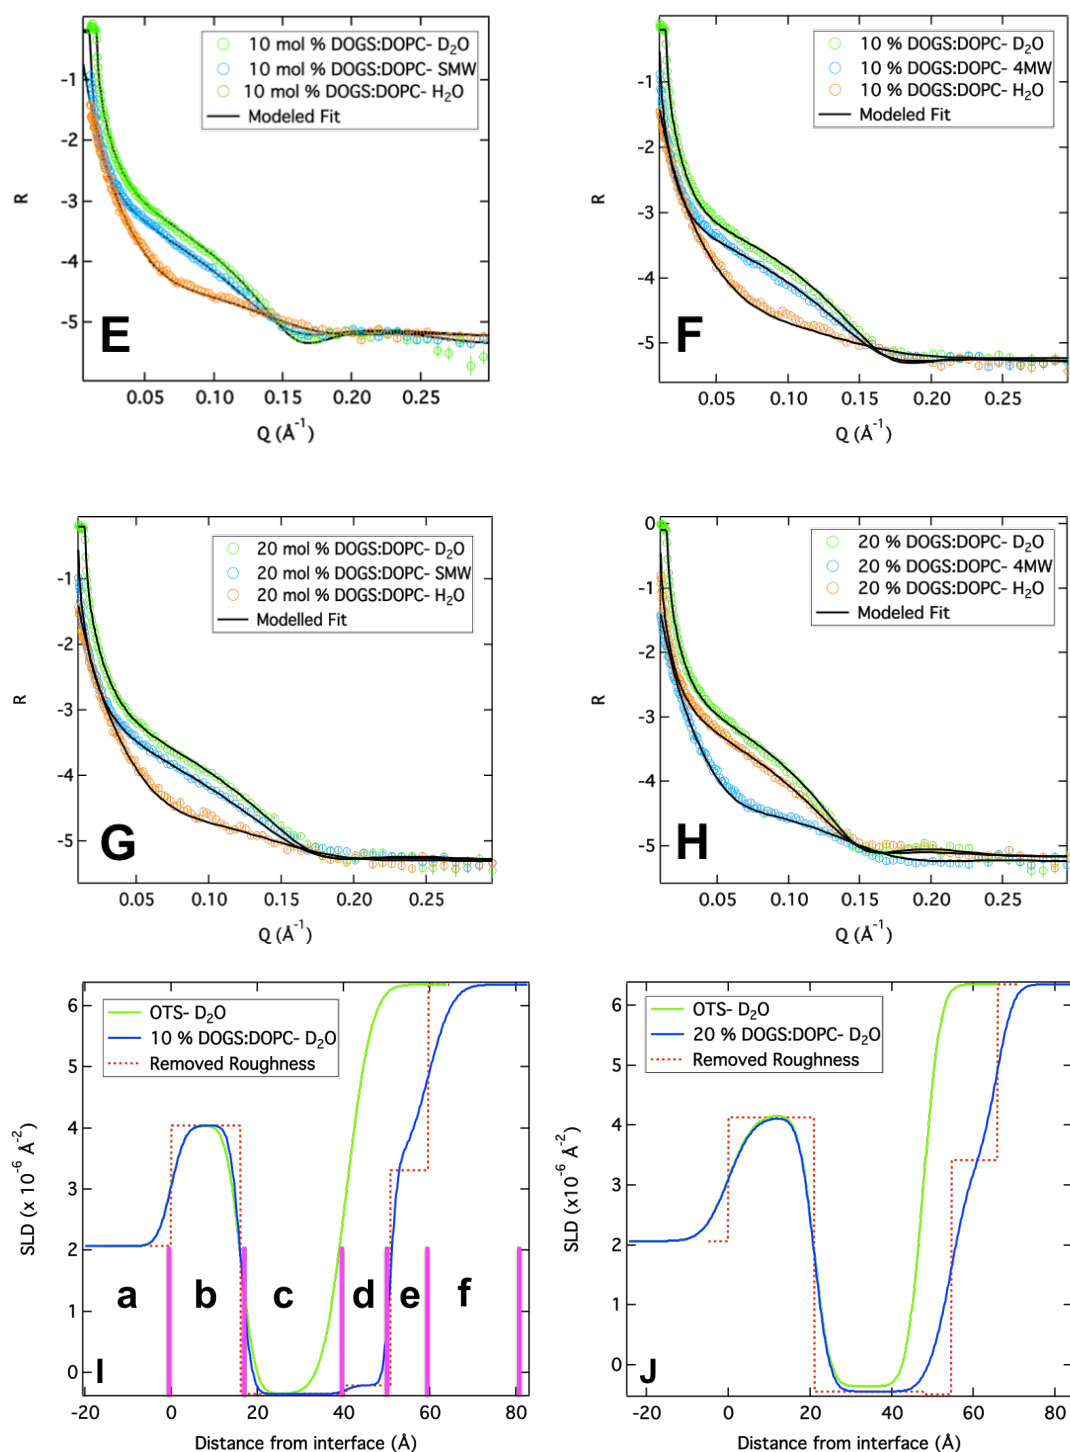 10 mol % DOGS:DOPC- D2O
10 mol % DOGS:DOPC- SMW
10 mol % DOGS:DOPC- H2O
Modeled Fit
-1
-2
-3
-4
-5
R
E
0.05 0.10 0.15 0.20 0.25
Q (Å-1)
10 % DOGS:DOPC- D2O
10 % DOGS:DOPC- 4MW
10 % DOGS:DOPC- H2O
Modeled Fit
-1
-2
-3
-4
-5
R
F
0.05 0.10 0.15 0.20 0.25
Q (Å-1)
20 mol % DOGS:DOPC- D2O
20 mol % DOGS:DOPC- SMW
20 mol % DOGS:DOPC- H2O
Modelled Fit
-1
-2
-3
-4
-5
R
G
0.05 0.10 0.15 0.20 0.25
Q (Å-1)
20 % DOGS:DOPC- D2O
20 % DOGS:DOPC- 4MW
20 % DOGS:DOPC- H2O
Modeled Fit
0
-1
-2
-3
-4
-5
R
H
0.05 0.10 0.15 0.20 0.25
Q (Å-1)
OTS- D2O
10 % DOGS:DOPC- D2O
Removed Roughness
6
5
4
3
2
1
0
SLD (x 10-6 Å-2)
a b c d e f
I
-20 0 20 40 60 80
Distance from interface (Å)
OTS- D2O
20 % DOGS:DOPC- D2O
Removed Roughness
6
5
4
3
2
1
0
SLD (x10-6 Å-2)
J
-20 0 20 40 60 80
Distance from interface (Å)